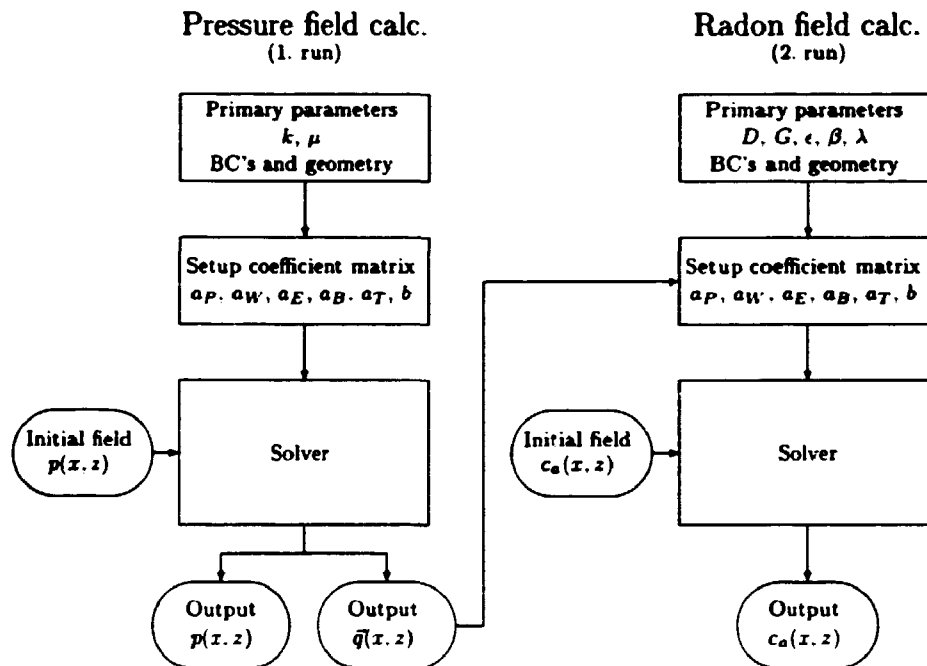 Pressure field calc.
(1. run)
Primary parameters
k, μ
BC's and geometry
Setup coefficient matrix
a_P. a_W, a_E, a_B. a_T, b
Initial field
p(x,z)
Solver
Output
p(x,z)
Output
q⃗(x,z)
Radon field calc.
(2. run)
Primary parameters
D, G, ϵ, β, λ
BC's and geometry
Setup coefficient matrix
a_P, a_W. a_E, a_B, a_T, b
Initial field
c_a(x,z)
Solver
Output
c_a(x,z)